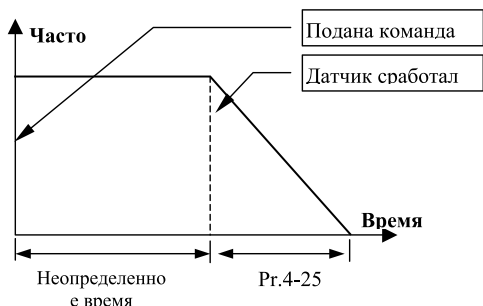 Часто
Подана команда
Датчик сработал
Время
Неопределенно
е время
Pr.4-25